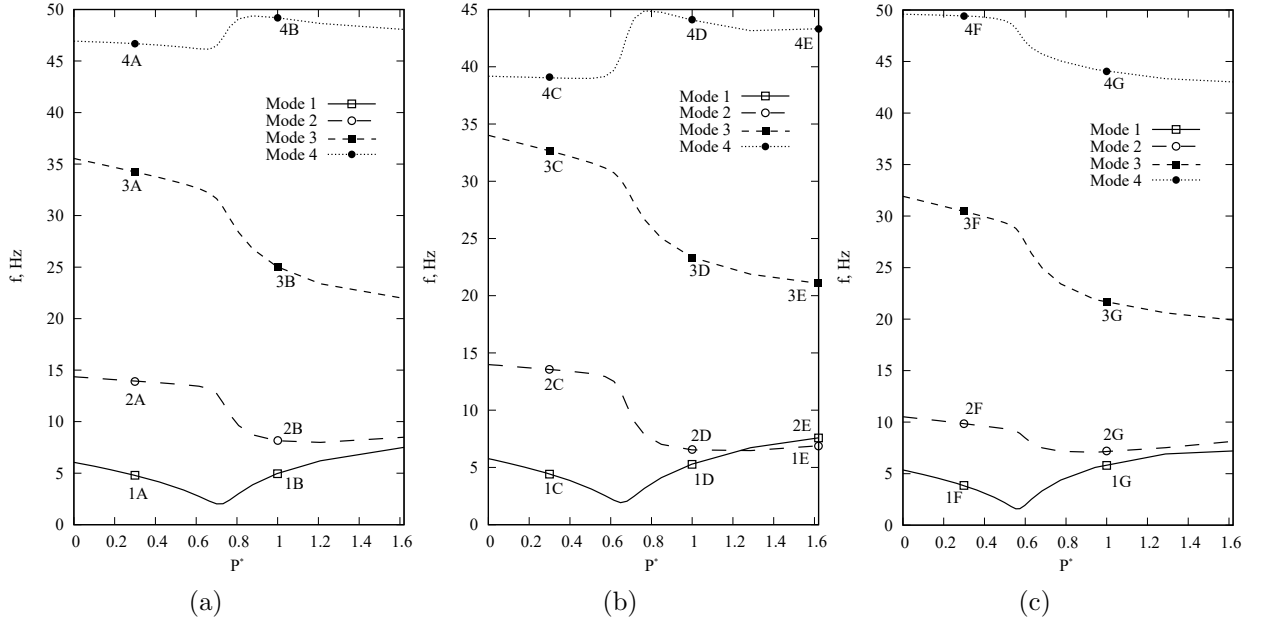 50
45
40
35
30
25
20
15
10
5
0
0 0.2 0.4 0.6 0.8 1 1.2 1.4 1.6
f, Hz
P*
Mode 1
Mode 2
Mode 3
Mode 4
4A
4B
3A
3B
2A
2B
1A
1B
(a)
45
40
35
30
25
20
15
10
5
0
0 0.2 0.4 0.6 0.8 1 1.2 1.4 1.6
f, Hz
P*
Mode 1
Mode 2
Mode 3
Mode 4
4C
4D
4E
3C
3D
3E
2C
2D
2E
1C
1D
1E
(b)
50
45
40
35
30
25
20
15
10
5
0
0 0.2 0.4 0.6 0.8 1 1.2 1.4 1.6
f, Hz
P*
Mode 1
Mode 2
Mode 3
Mode 4
4F
4G
3F
3G
2F
2G
1F
1G
(c)